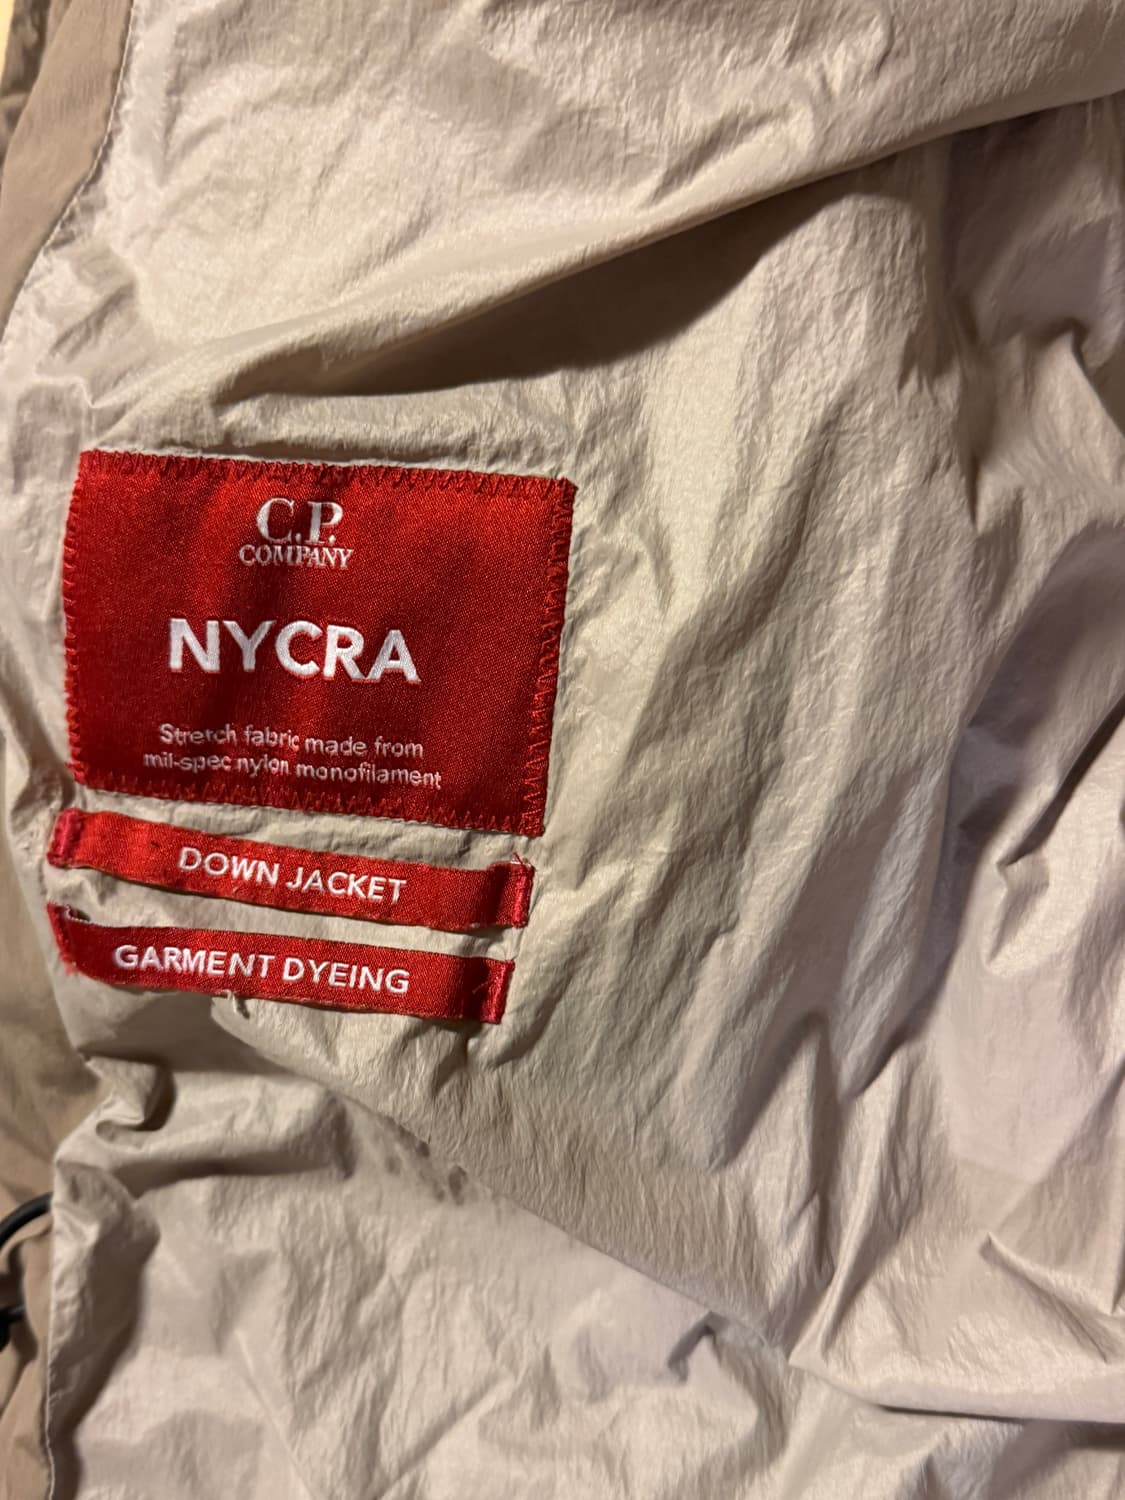 C.P.
COMPANY
NYCRA
Stretch fabric made from
mil-spec nylon monofilament
DOWN JACKET
GARMENT DYEING